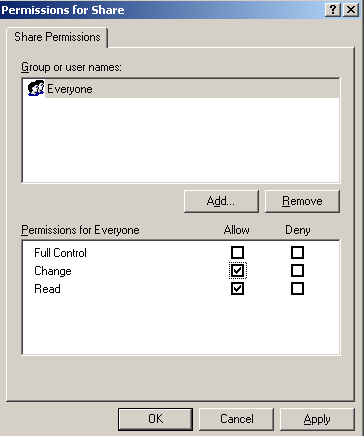 Permissions for Share
Share Permissions
Group or user names:
Everyone
Add... Remove
Permissions for Everyone Allow Deny
Full Control
Change
Read
OK Cancel Apply